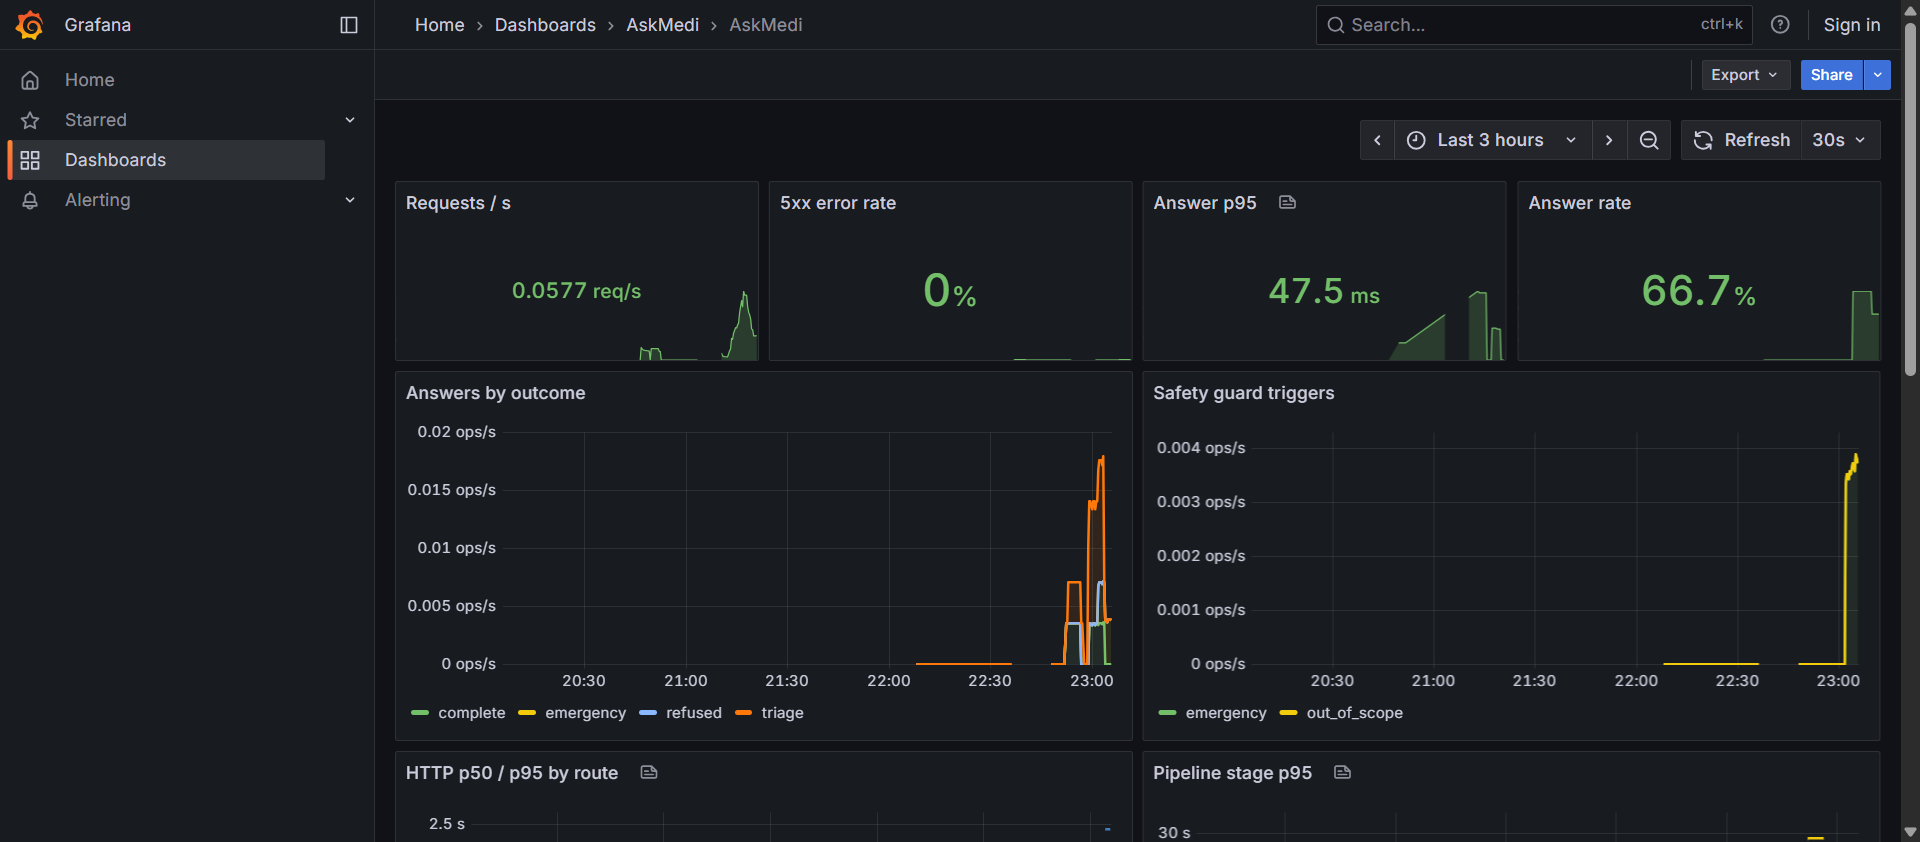 Grafana
Home › Dashboards › AskMedi › AskMedi
Search... ctrl+k
Sign in
Home
Starred
Dashboards
Alerting
Export
Share
Last 3 hours
Refresh
30s
Requests / s
0.0577 req/s
5xx error rate
0%
Answer p95
47.5 ms
Answer rate
66.7%
Answers by outcome
0.02 ops/s
0.015 ops/s
0.01 ops/s
0.005 ops/s
0 ops/s
20:30 21:00 21:30 22:00 22:30 23:00
complete emergency refused triage
Safety guard triggers
0.004 ops/s
0.003 ops/s
0.002 ops/s
0.001 ops/s
0 ops/s
20:30 21:00 21:30 22:00 22:30 23:00
emergency out_of_scope
HTTP p50 / p95 by route
2.5 s
Pipeline stage p95
30 s